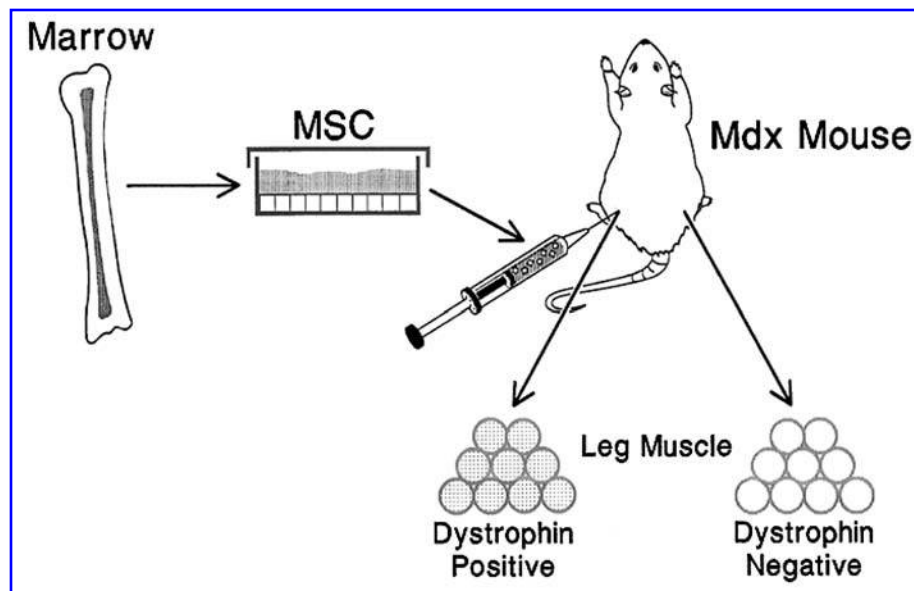 Marrow
MSC
Mdx Mouse
Leg Muscle
Dystrophin
Positive
Dystrophin
Negative